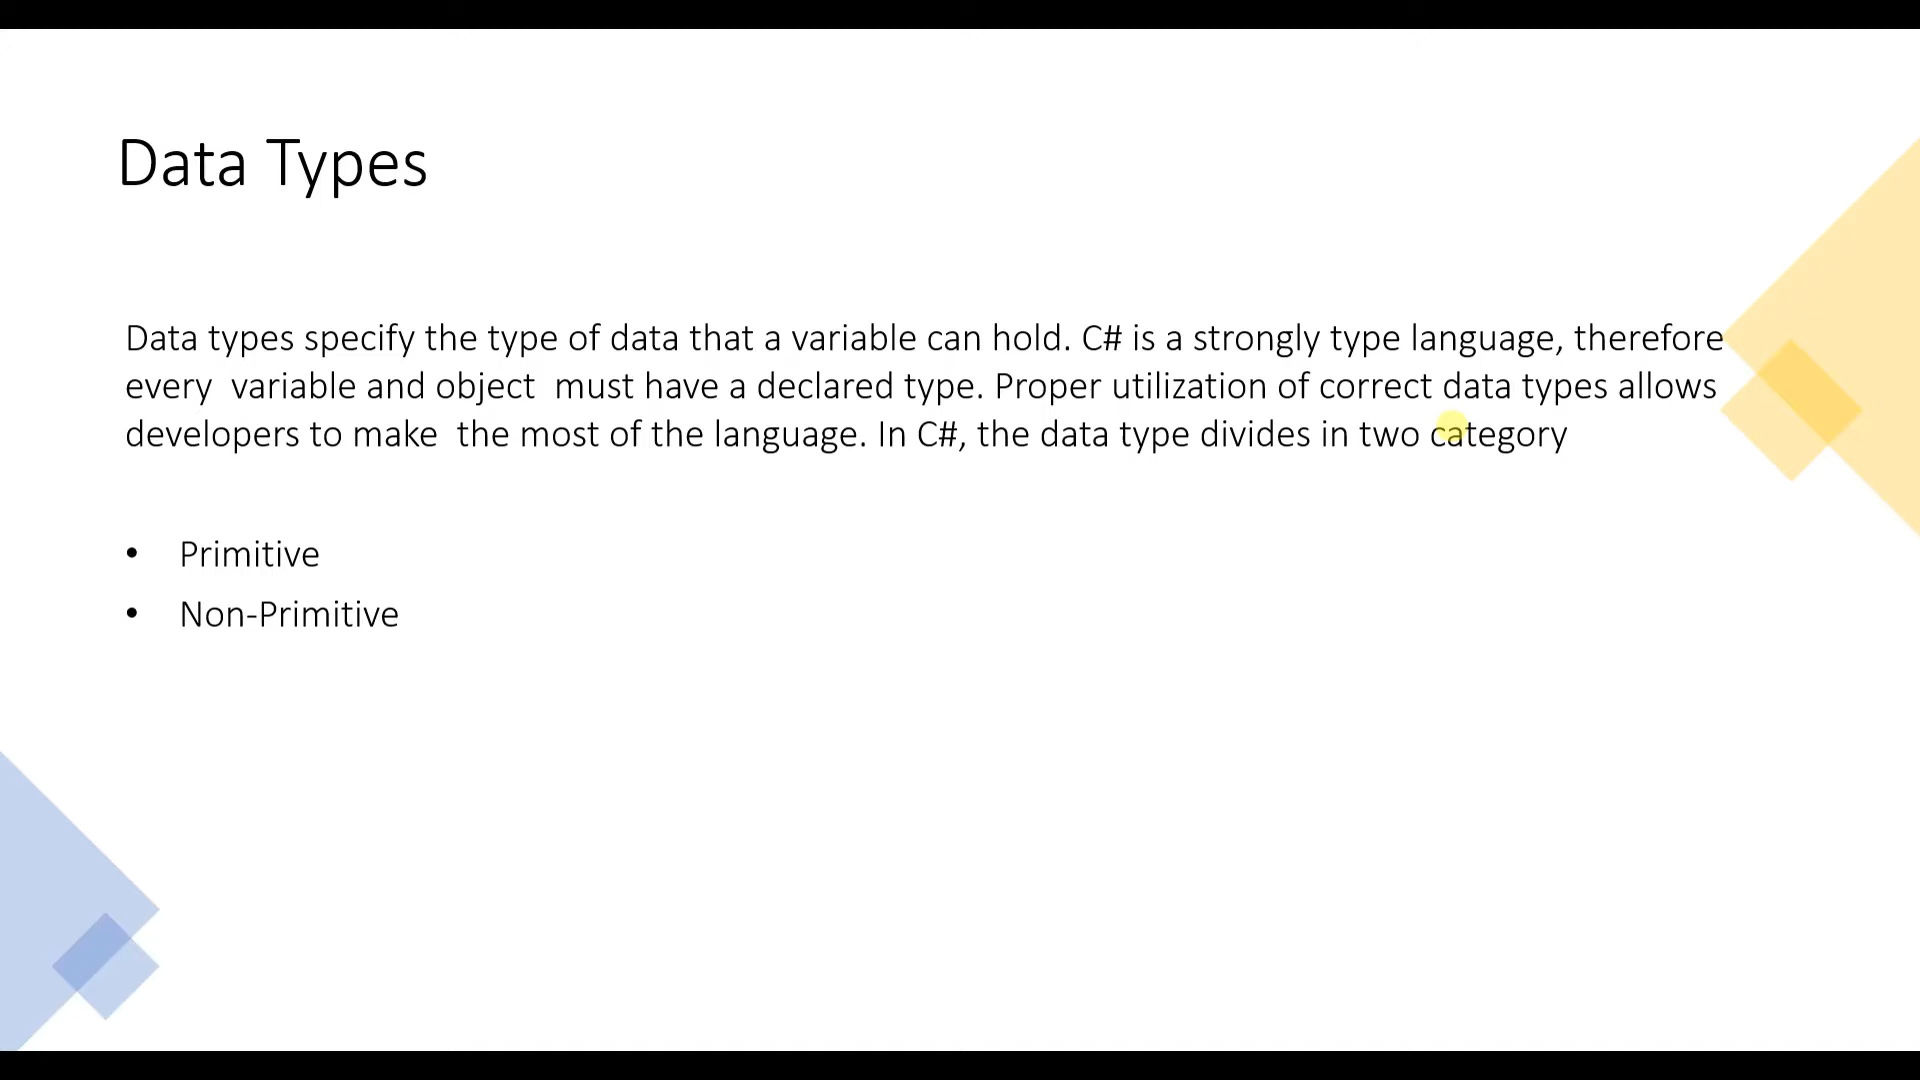 Data Types
Data types specify the type of data that a variable can hold. C# is a strongly type language, therefore
every variable and object must have a declared type. Proper utilization of correct data types allows
developers to make the most of the language. In C#, the data type divides in two category
• Primitive
• Non-Primitive